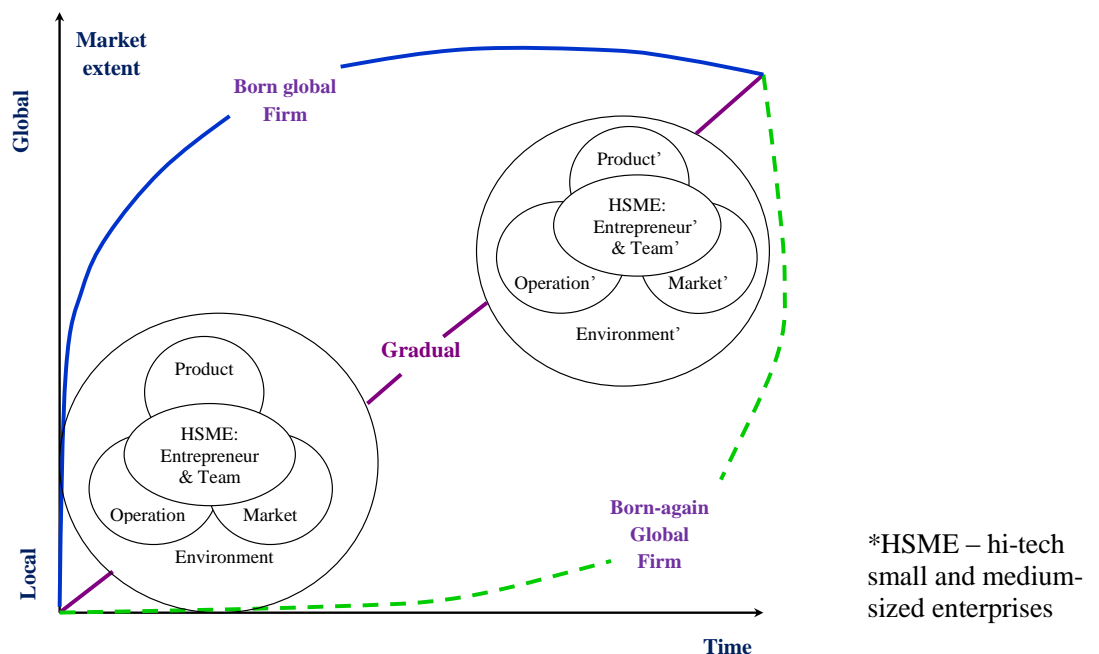 Market
extent
Global
Born global
Firm
Product’
HSME:
Entrepreneur’
& Team’
Operation’
Market’
Environment’
Gradual
Product
HSME:
Entrepreneur
& Team
Operation
Market
Environment
Local
Born-again
Global
Firm
*HSME – hi-tech
small and medium-
sized enterprises
Time